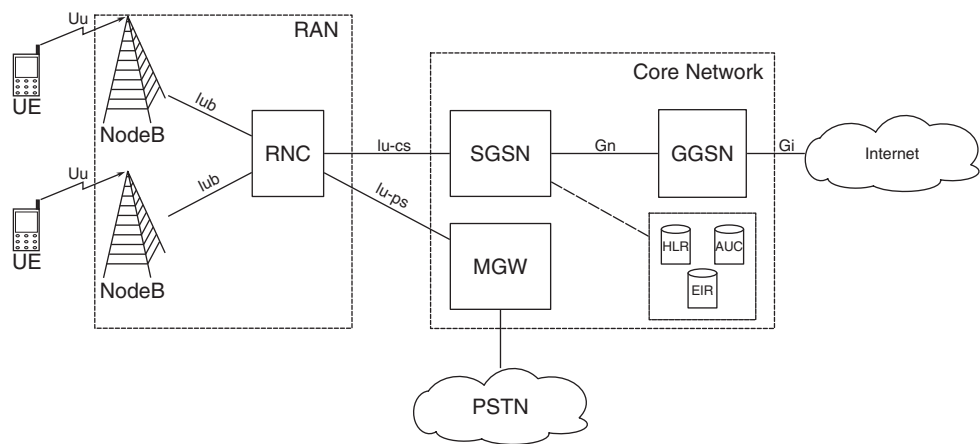 Uu
RAN
UE
NodeB
Iub
RNC
Uu
Iub
UE
NodeB
Iu-cs
Iu-ps
Core Network
SGSN
Gn
GGSN
Gi
Internet
MGW
HLR
AUC
EIR
PSTN